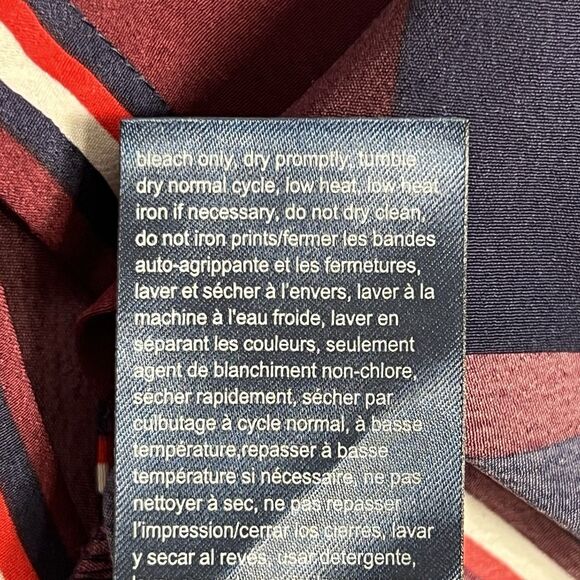 bleach only, dry promptly, tumble
dry normal cycle, low heat, low heat
iron if necessary, do not dry clean,
do not iron prints/fermer les bandes
auto-agrippante et les fermetures,
laver et sécher à l'envers, laver à la
machine à l'eau froide, laver en
séparant les couleurs, seulement
agent de blanchiment non-chlore,
sécher rapidement, sécher par
culbutage à cycle normal, à basse
température,repasser à basse
température si nécessaire, ne pas
nettoyer à sec, ne pas repasser
l'impression/cerrar los cierres, lavar
y secar al revés, usar detergente,